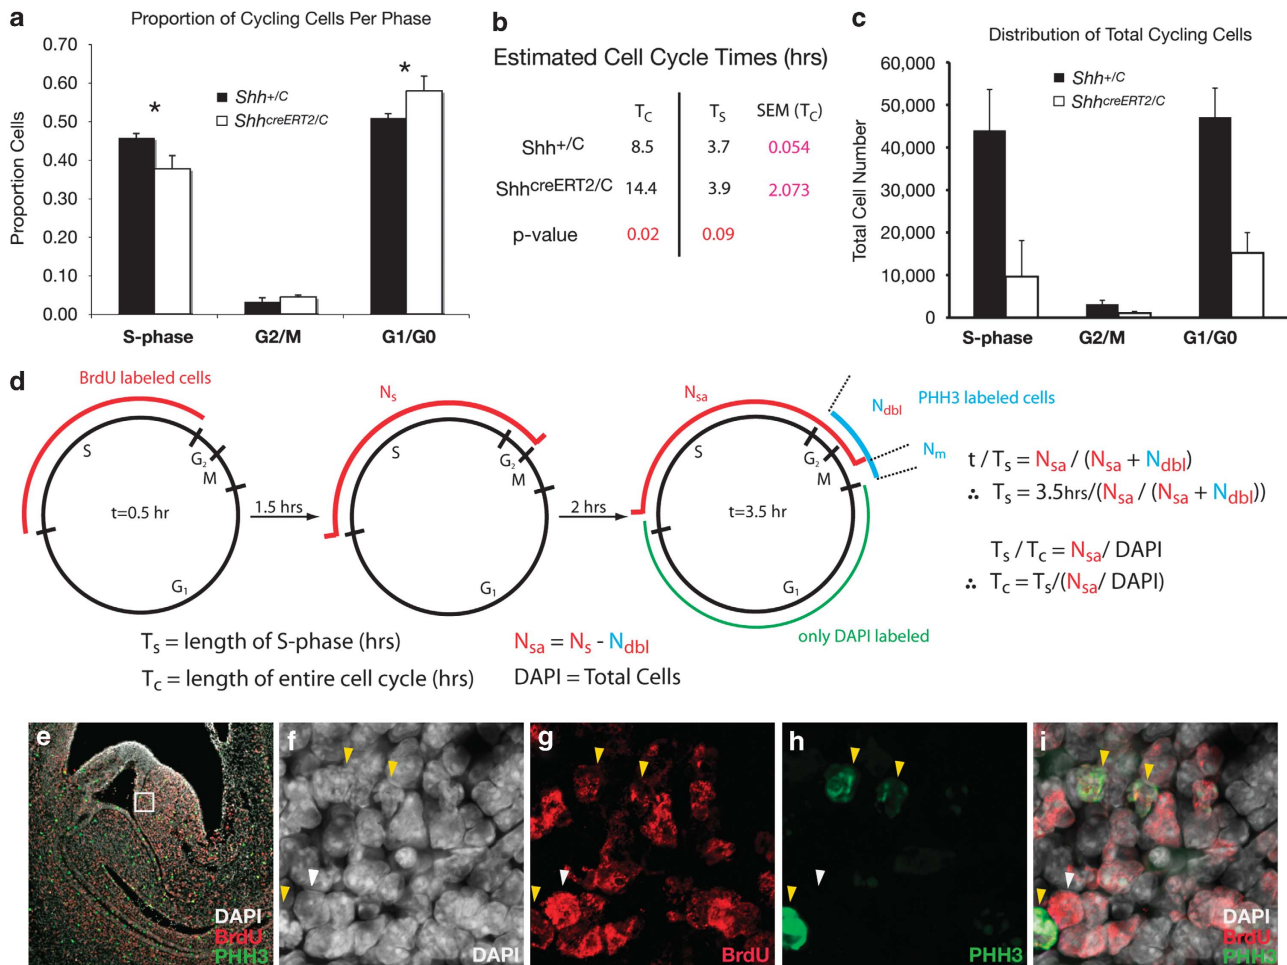 a
Proportion of Cycling Cells Per Phase
0.70
0.60
0.50
0.40
0.30
0.20
0.10
0.00
Proportion Cells
*
*
Shh+/C
ShhcreERT2/C
S-phase
G2/M
G1/G0
b
Estimated Cell Cycle Times (hrs)
TC TS SEM (TC)
Shh+/C 8.5 3.7 0.054
ShhcreERT2/C 14.4 3.9 2.073
p-value 0.02 0.09
c
Distribution of Total Cycling Cells
60,000
50,000
40,000
30,000
20,000
10,000
0
Total Cell Number
Shh+/C
ShhcreERT2/C
S-phase
G2/M
G1/G0
d
BrdU labeled cells
S
G2
M
t=0.5 hr
G1
1.5 hrs
Ns
S
G2
M
G1
2 hrs
Nsa
Ndbl
PHH3 labeled cells
Nm
S
G2
M
t=3.5 hr
G1
only DAPI labeled
t / Ts = Nsa / (Nsa + Ndbl)
∴ Ts = 3.5hrs/(Nsa / (Nsa + Ndbl))
Ts / Tc = Nsa/ DAPI
∴ Tc = Ts/(Nsa/ DAPI)
Ts = length of S-phase (hrs)
Tc = length of entire cell cycle (hrs)
Nsa = Ns - Ndbl
DAPI = Total Cells
e
DAPI
BrdU
PHH3
f
DAPI
g
BrdU
h
PHH3
i
DAPI
BrdU
PHH3